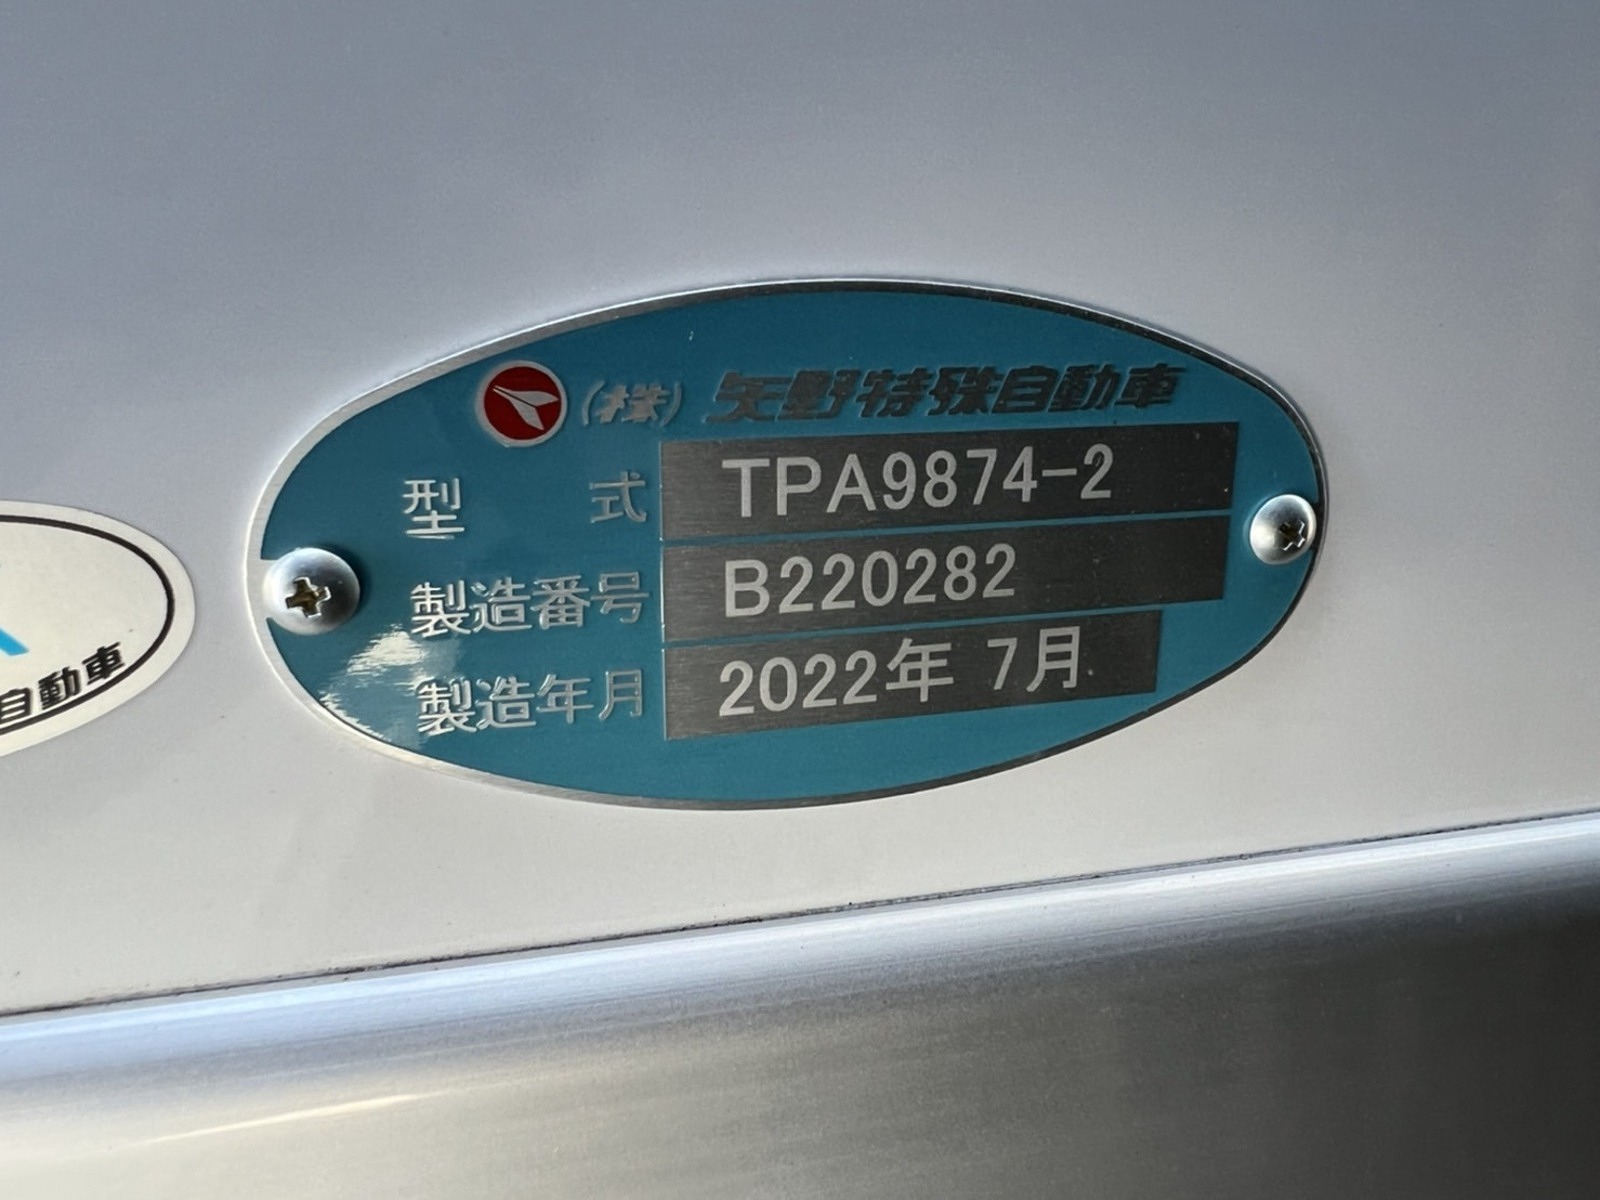 (株)矢野特殊自動車
型 式 TPA9874-2
製造番号 B220282
製造年月 2022年 7月
自動車